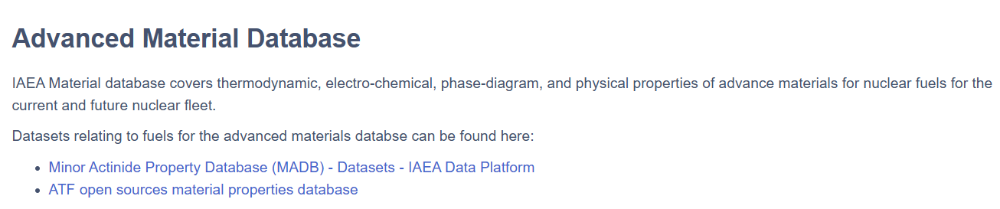 Advanced Material Database
IAEA Material database covers thermodynamic, electro-chemical, phase-diagram, and physical properties of advance materials for nuclear fuels for the
current and future nuclear fleet.
Datasets relating to fuels for the advanced materials databse can be found here:
• Minor Actinide Property Database (MADB) - Datasets - IAEA Data Platform
• ATF open sources material properties database